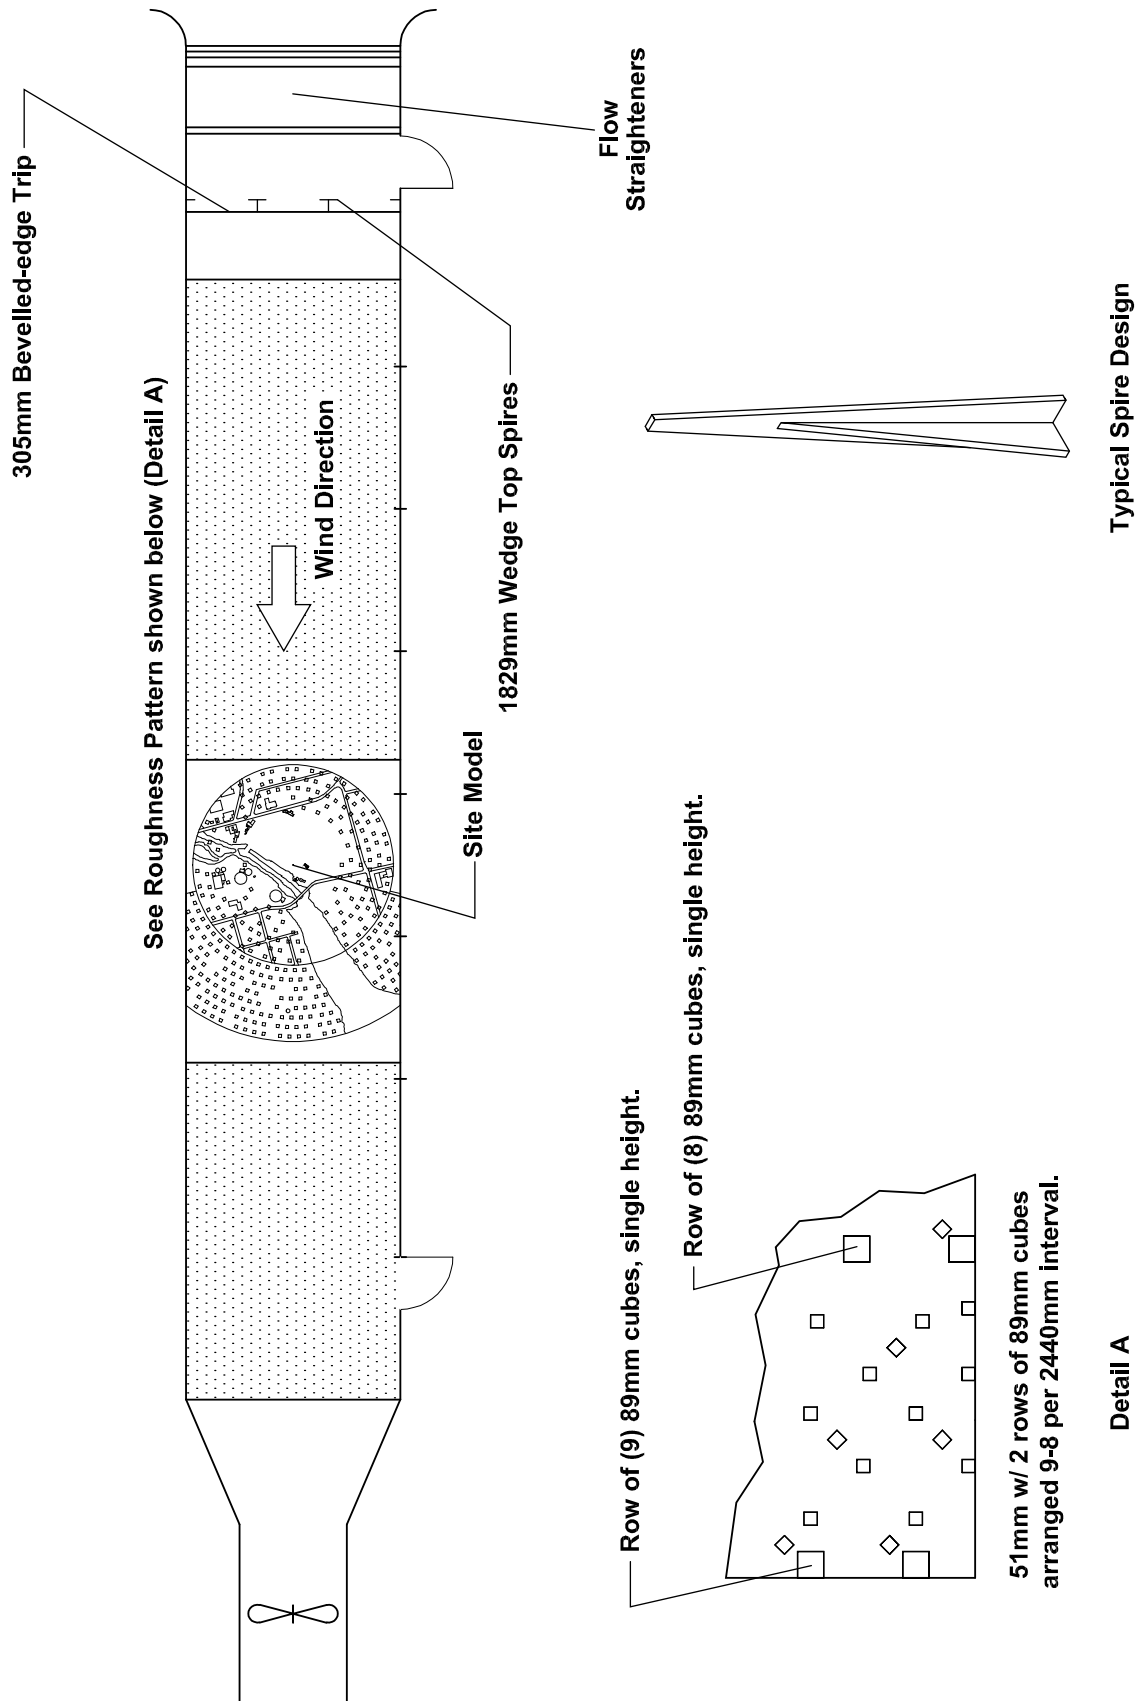 305mm Bevelled-edge Trip
See Roughness Pattern shown below (Detail A)
Wind Direction
Site Model
1829mm Wedge Top Spires
Flow
Straighteners
Row of (9) 89mm cubes, single height.
Row of (8) 89mm cubes, single height.
51mm w/ 2 rows of 89mm cubes
arranged 9-8 per 2440mm interval.
Detail A
Typical Spire Design